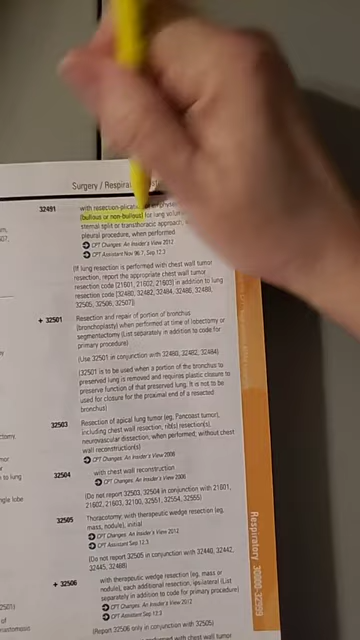 Surgery / Respira
32491
with resection-plicati
(bullous or non-bullous) for lung volu
sternal split or transthoracic approach,
pleural procedure, when performed
CPT Changes: An Insider's View 2012
CPT Assistant Nov 96:7, Sep 12:3
(If lung resection is performed with chest wall tumor
resection, report the appropriate chest wall tumor
resection code [21601, 21602, 21603] in addition to lung
resection code [32480, 32482, 32484, 32486, 32488,
32505, 32506, 32507])
+ 32501
Resection and repair of portion of bronchus
(bronchoplasty) when performed at time of lobectomy or
segmentectomy (List separately in addition to code for
primary procedure)
(Use 32501 in conjunction with 32480, 32482, 32484)
(32501 is to be used when a portion of the bronchus to
preserved lung is removed and requires plastic closure to
preserve function of that preserved lung. It is not to be
used for closure for the proximal end of a resected
bronchus)
32503
Resection of apical lung tumor (eg, Pancoast tumor),
including chest wall resection, rib(s) resection(s),
neurovascular dissection, when performed; without chest
wall reconstruction(s)
CPT Changes: An Insider's View 2006
32504
with chest wall reconstruction
CPT Changes: An Insider's View 2006
(Do not report 32503, 32504 in conjunction with 21601,
21602, 21603, 32100, 32551, 32554, 32555)
32505
Thoracotomy; with therapeutic wedge resection (eg,
mass, nodule), initial
CPT Changes: An Insider's View 2012
CPT Assistant Sep 12:3
(Do not report 32505 in conjunction with 32440, 32442,
32445, 32488)
+ 32506
with therapeutic wedge resection (eg, mass or
nodule), each additional resection, ipsilateral (List
separately in addition to code for primary procedure)
CPT Changes: An Insider's View 2012
CPT Assistant Sep 12:3
(Report 32506 only in conjunction with 32505)
Respiratory 30000-32999